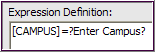 Expression Definition:
[CAMPUS]=?Enter Campus?